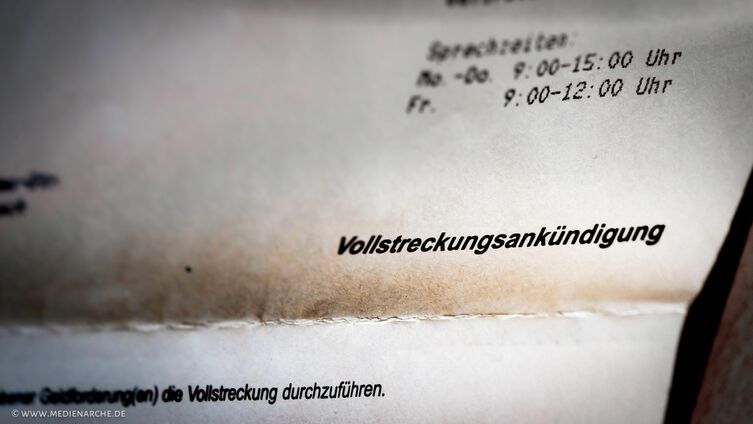 Sprechzeiten:
Mo.-Do. 9:00-15:00 Uhr
Fr. 9:00-12:00 Uhr
Vollstreckungsankündigung
Geldforderung(en) die Vollstreckung durchzuführen.
© WWW.MEDIENARCHE.DE